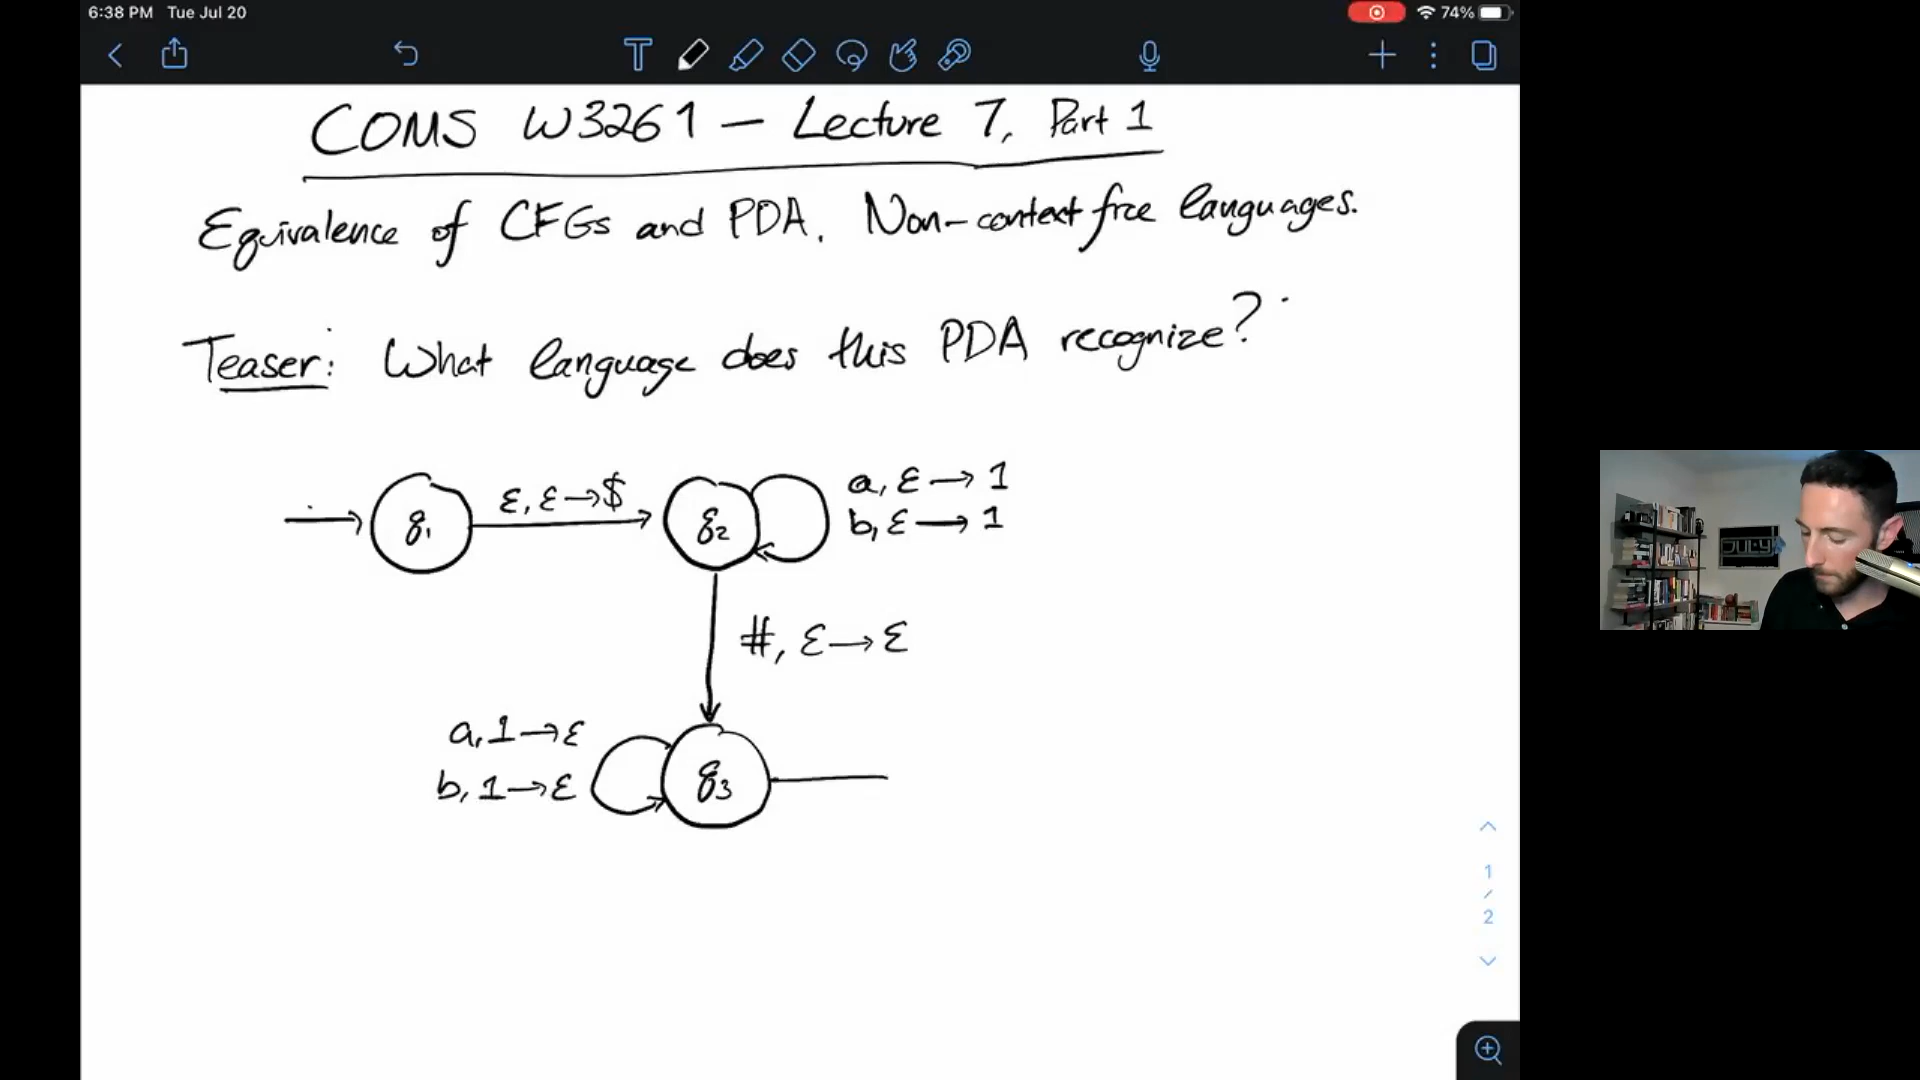 6:38 PM Tue Jul 20 74%
COMS W3261 — Lecture 7, Part 1
Equivalence of CFGs and PDA. Non-context free languages.
Teaser: What language does this PDA recognize?
a, ε → 1
q1 ε, ε → $ q2 b, ε → 1
#, ε → ε
a, 1 → ε
b, 1 → ε q3
1
/
2
JULY